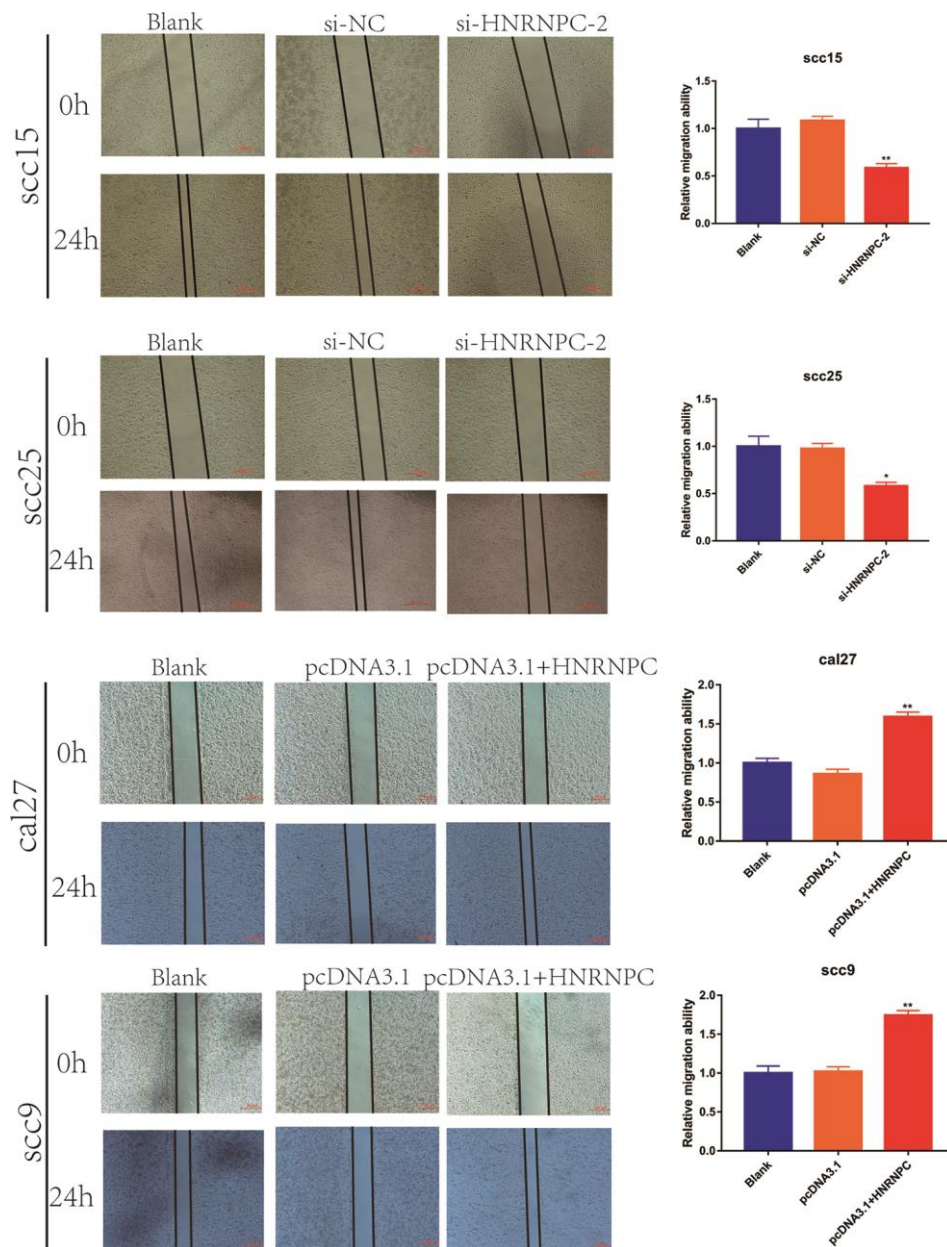 Blank si-NC si-HNRNPC-2
scc15
0h
24h
scc15
Relative migration ability
1.5
1.0
0.5
0.0
**
Blank
si-NC
si-HNRNPC-2
Blank si-NC si-HNRNPC-2
scc25
0h
24h
scc25
Relative migration ability
1.5
1.0
0.5
0.0
*
Blank
si-NC
si-HNRNPC-2
Blank pcDNA3.1 pcDNA3.1+HNRNPC
cal27
0h
24h
cal27
Relative migration ability
2.0
1.5
1.0
0.5
0.0
**
Blank
pcDNA3.1
pcDNA3.1+HNRNPC
Blank pcDNA3.1 pcDNA3.1+HNRNPC
scc9
0h
24h
scc9
Relative migration ability
2.0
1.5
1.0
0.5
0.0
**
Blank
pcDNA3.1
pcDNA3.1+HNRNPC